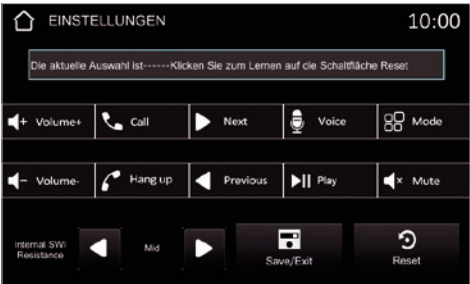 EINSTELLUNGEN 10:00
Die aktuelle Auswahl ist------Klicken Sie zum Lernen auf die Schaltfläche Reset
Volume+ Call Next Voice Mode
Volume- Hang up Previous Play Mute
Internal SWI
Resistance
Mid
Save/Exit
Reset